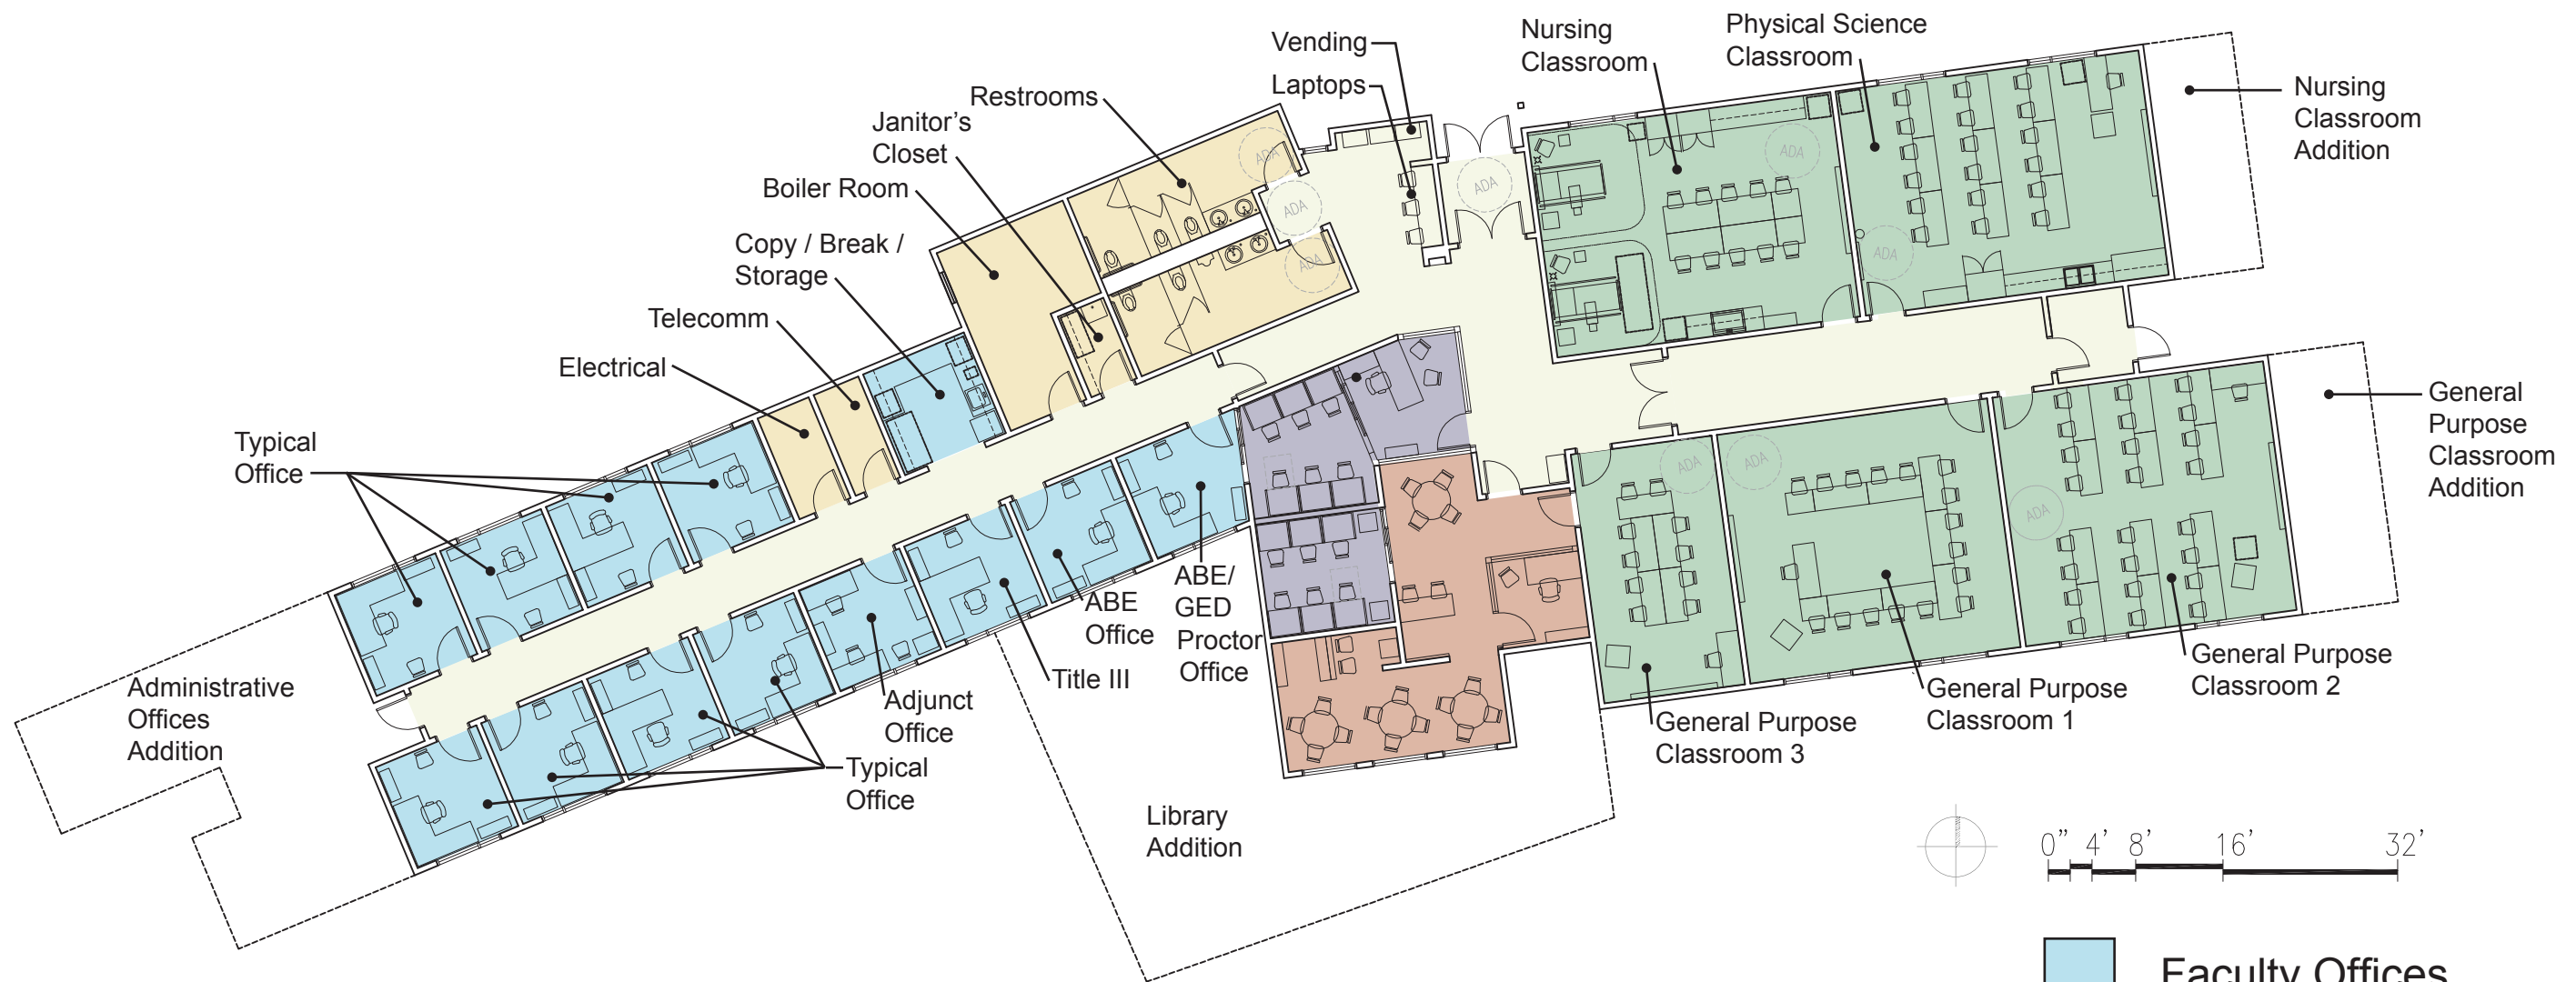 Vending
Laptops
Nursing
Classroom
Physical Science
Classroom
Nursing
Classroom
Addition
Restrooms
Janitor's
Closet
Boiler Room
Copy / Break /
Storage
Telecomm
Electrical
Typical
Office
ADA
ADA
ADA
ADA
ADA
ADA
ADA
ADA
ADA
General
Purpose
Classroom
Addition
Administrative
Offices
Addition
ABE/
GED
Proctor
Office
ABE
Office
Title III
Adjunct
Office
Typical
Office
General Purpose
Classroom 3
General Purpose
Classroom 1
General Purpose
Classroom 2
Library
Addition
0" 4' 8' 16' 32'
Faculty Offices